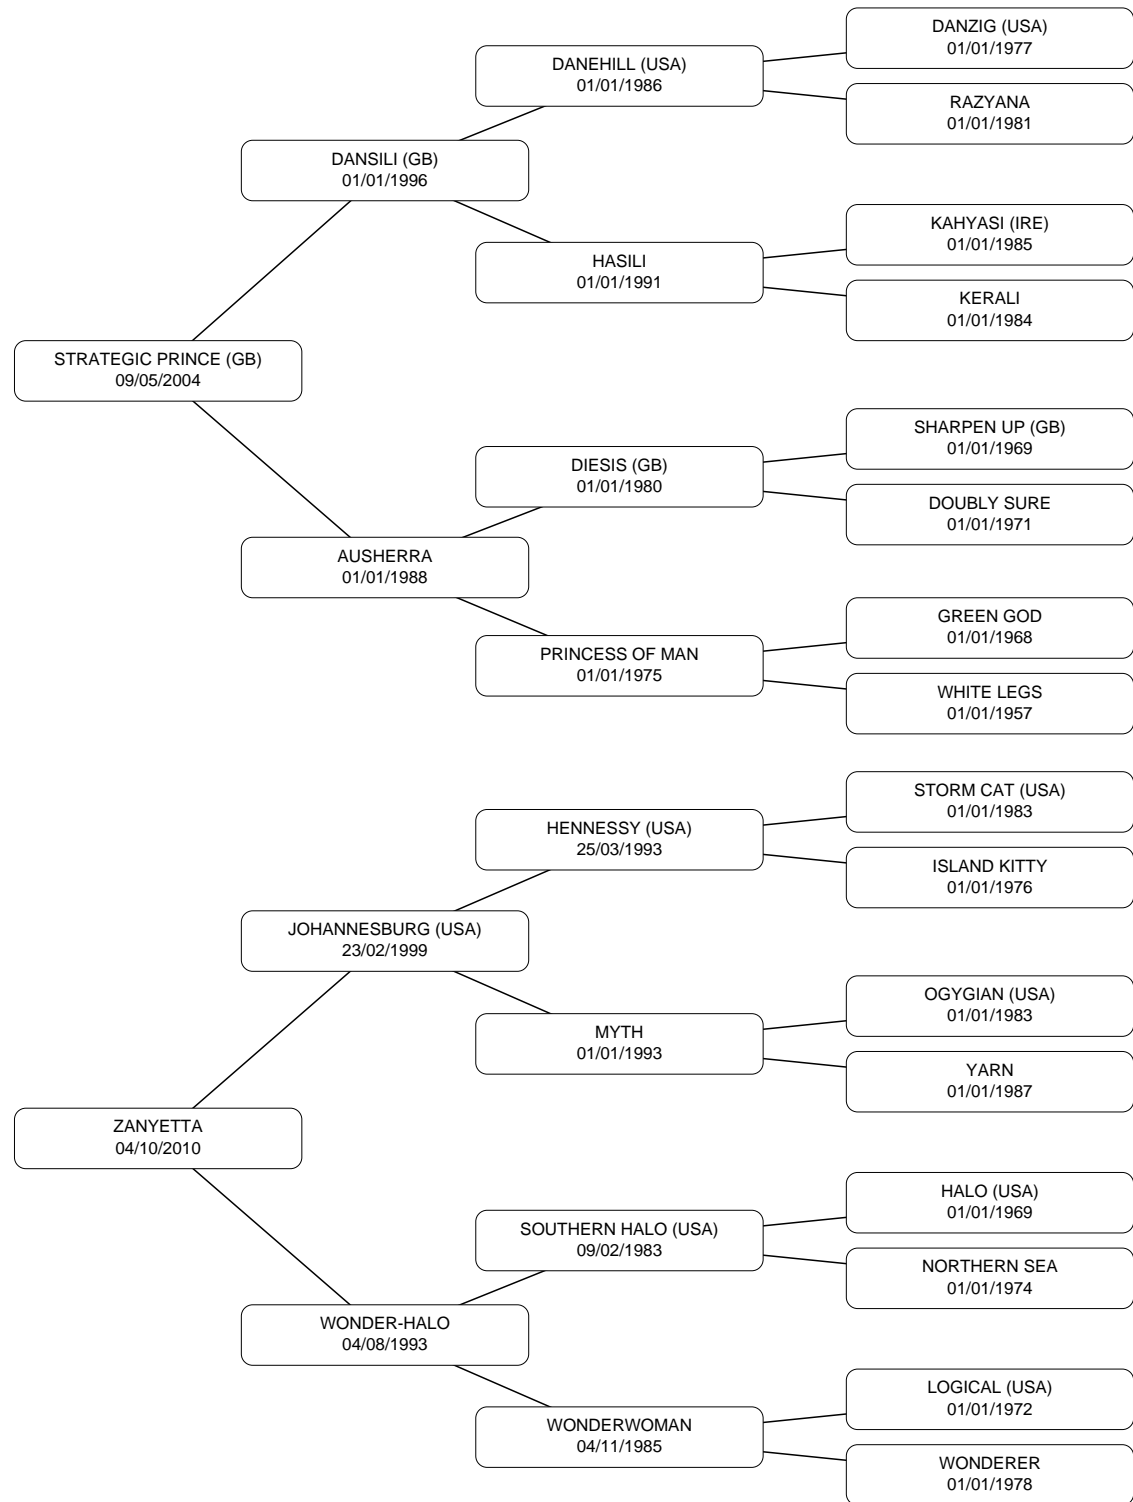 DANZIG (USA)
01/01/1977
DANEHILL (USA)
01/01/1986
RAZYANA
01/01/1981
DANSILI (GB)
01/01/1996
KAHYASI (IRE)
01/01/1985
HASILI
01/01/1991
KERALI
01/01/1984
STRATEGIC PRINCE (GB)
09/05/2004
SHARPEN UP (GB)
01/01/1969
DIESIS (GB)
01/01/1980
DOUBLY SURE
01/01/1971
AUSHERRA
01/01/1988
GREEN GOD
01/01/1968
PRINCESS OF MAN
01/01/1975
WHITE LEGS
01/01/1957
STORM CAT (USA)
01/01/1983
HENNESSY (USA)
25/03/1993
ISLAND KITTY
01/01/1976
JOHANNESBURG (USA)
23/02/1999
OGYGIAN (USA)
01/01/1983
MYTH
01/01/1993
YARN
01/01/1987
ZANYETTA
04/10/2010
HALO (USA)
01/01/1969
SOUTHERN HALO (USA)
09/02/1983
NORTHERN SEA
01/01/1974
WONDER-HALO
04/08/1993
LOGICAL (USA)
01/01/1972
WONDERWOMAN
04/11/1985
WONDERER
01/01/1978